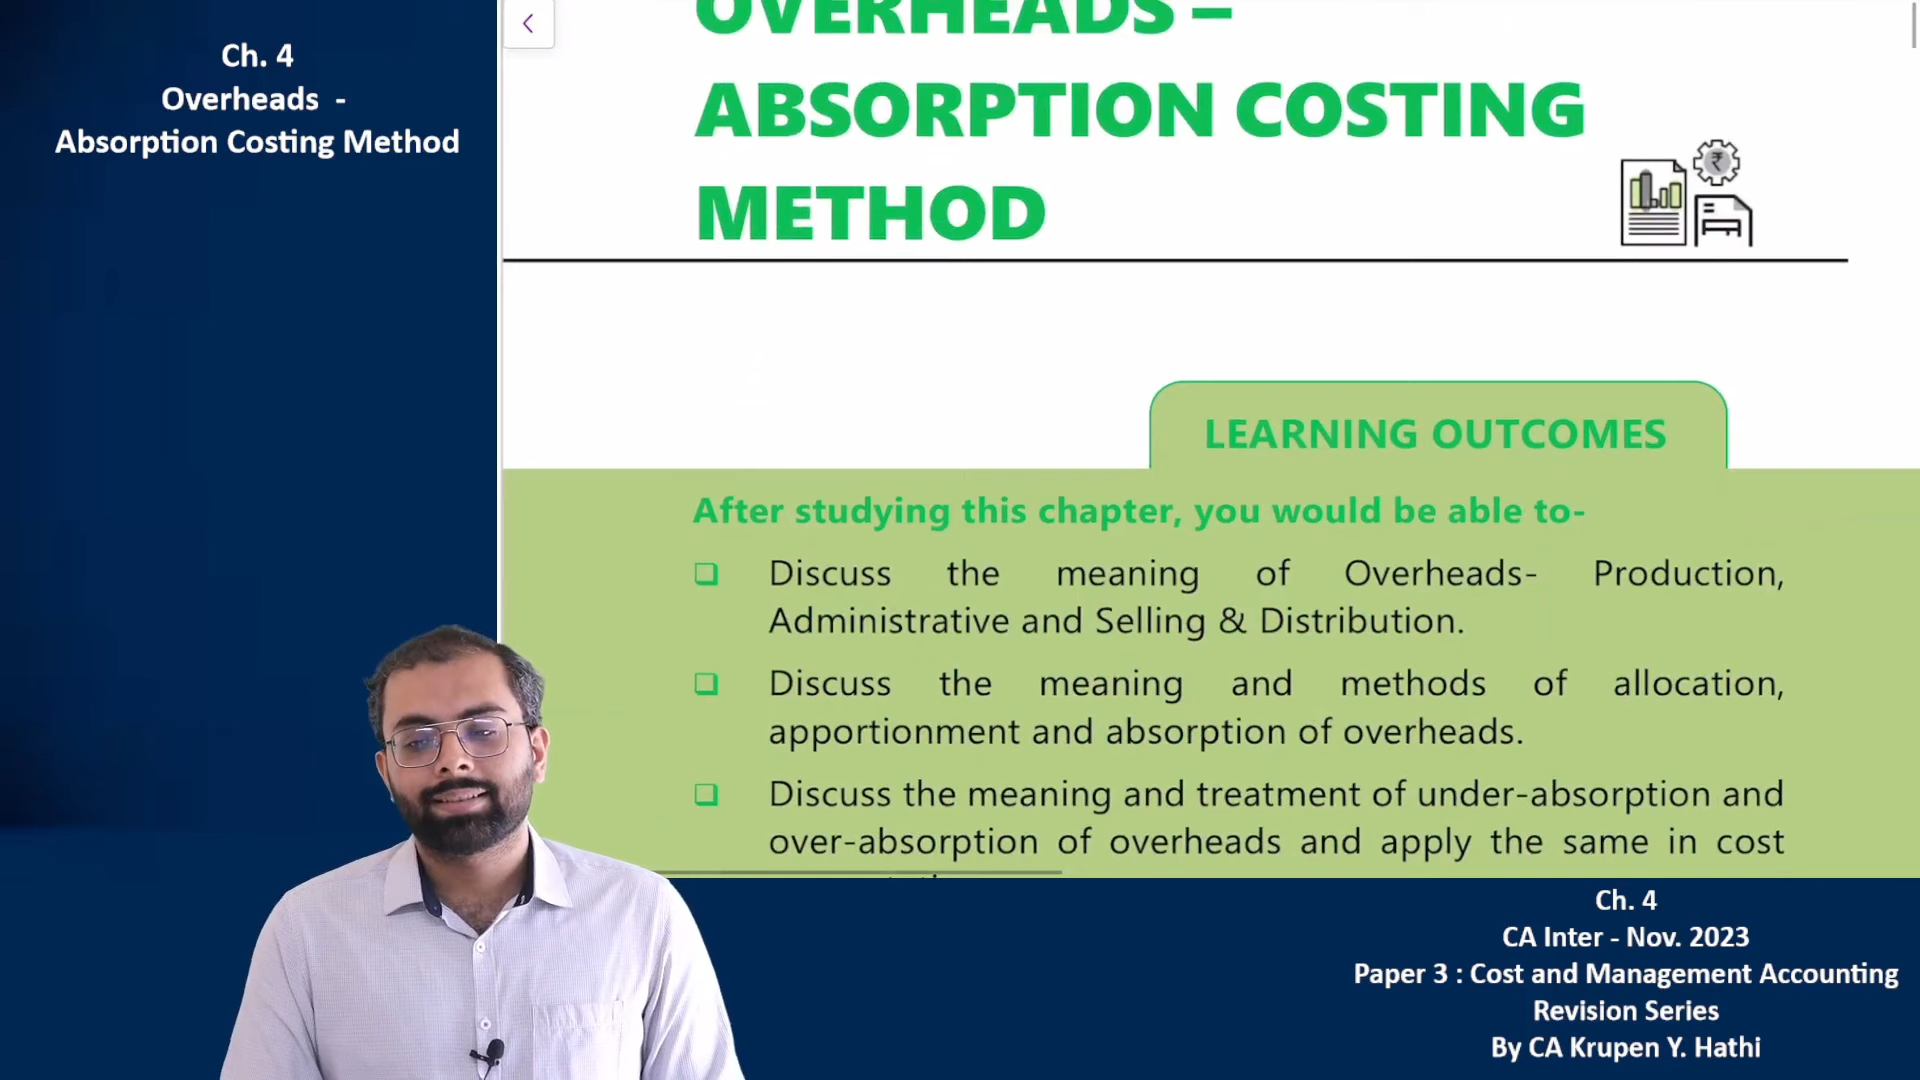 Ch. 4
Overheads -
Absorption Costing Method
OVERHEADS –
ABSORPTION COSTING
METHOD
₹
LEARNING OUTCOMES
After studying this chapter, you would be able to-
Discuss the meaning of Overheads- Production,
Administrative and Selling & Distribution.
Discuss the meaning and methods of allocation,
apportionment and absorption of overheads.
Discuss the meaning and treatment of under-absorption and
over-absorption of overheads and apply the same in cost
Ch. 4
CA Inter - Nov. 2023
Paper 3 : Cost and Management Accounting
Revision Series
By CA Krupen Y. Hathi